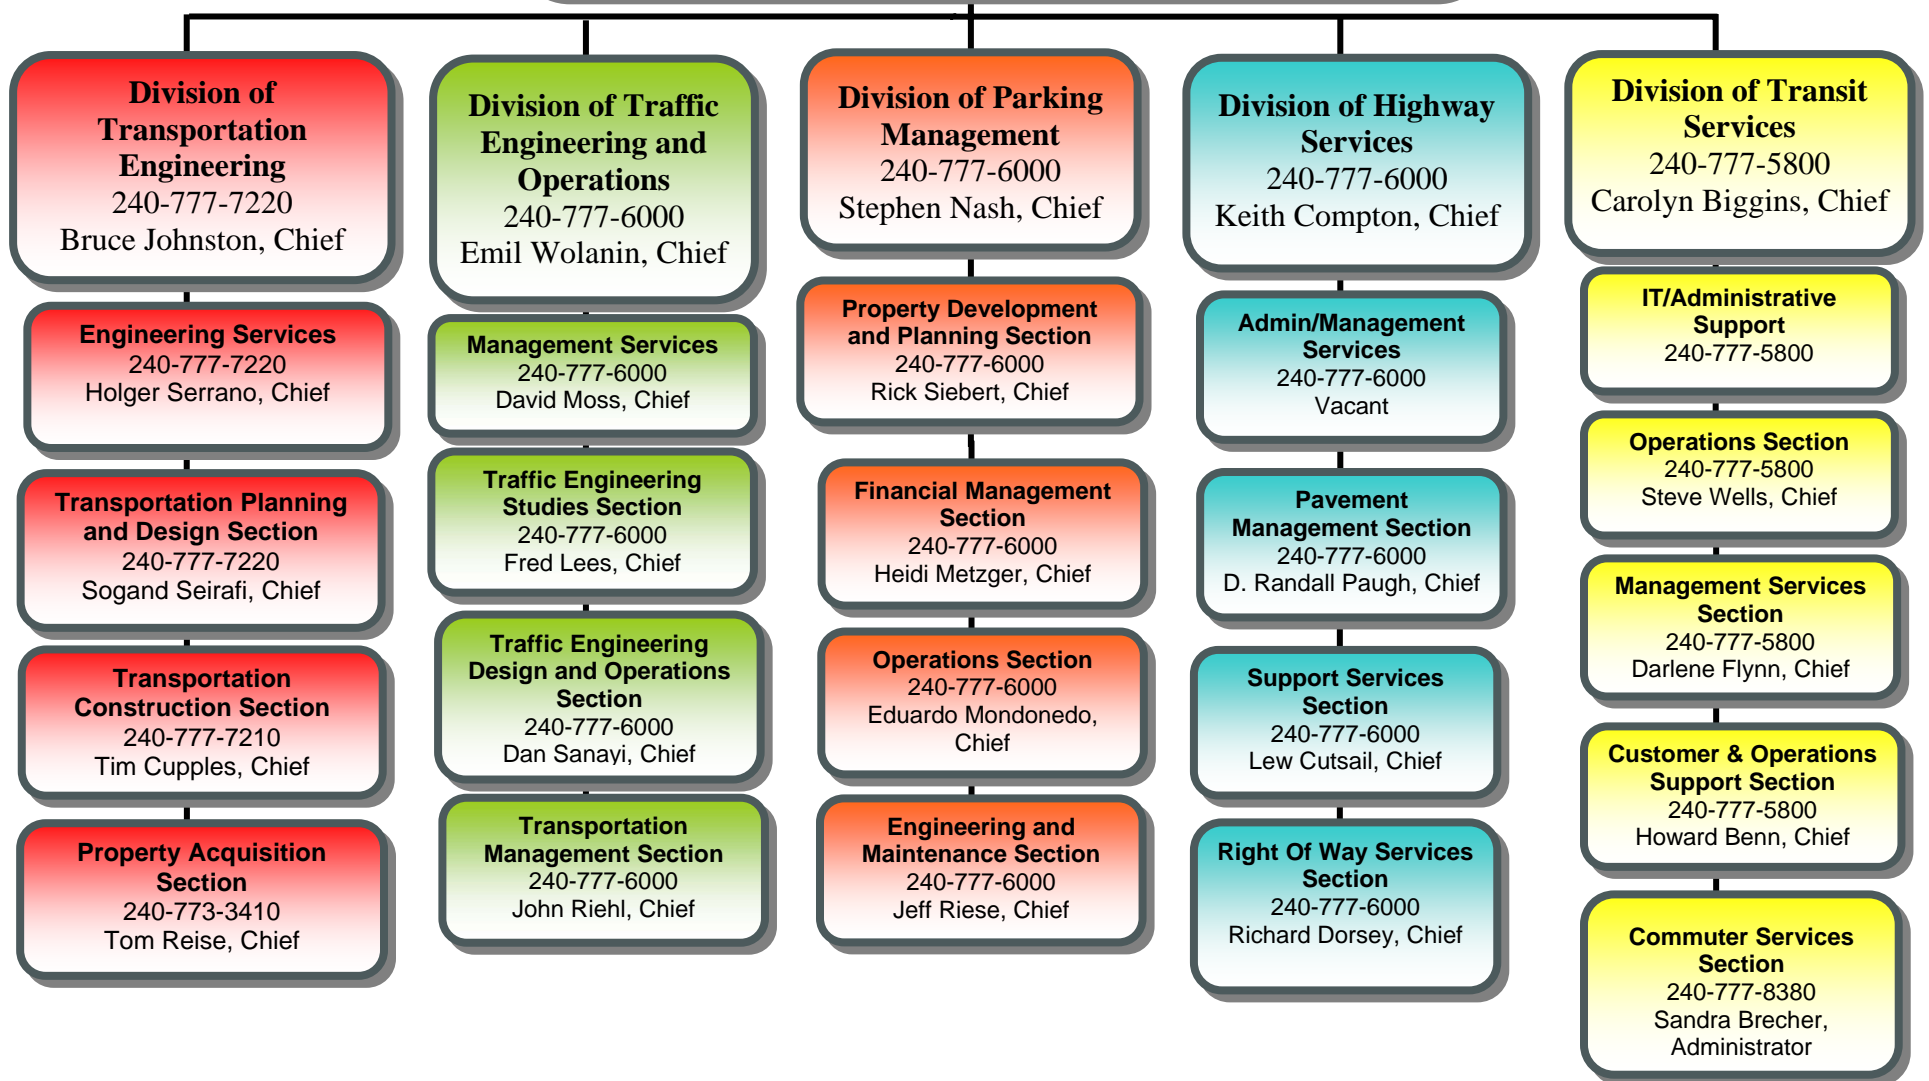 Division of
Transportation
Engineering
240-777-7220
Bruce Johnston, Chief
Engineering Services
240-777-7220
Holger Serrano, Chief
Transportation Planning
and Design Section
240-777-7220
Sogand Seirafi, Chief
Transportation
Construction Section
240-777-7210
Tim Cupples, Chief
Property Acquisition
Section
240-773-3410
Tom Reise, Chief
Division of Traffic
Engineering and
Operations
240-777-6000
Emil Wolanin, Chief
Management Services
240-777-6000
David Moss, Chief
Traffic Engineering
Studies Section
240-777-6000
Fred Lees, Chief
Traffic Engineering
Design and Operations
Section
240-777-6000
Dan Sanayi, Chief
Transportation
Management Section
240-777-6000
John Riehl, Chief
Division of Parking
Management
240-777-6000
Stephen Nash, Chief
Property Development
and Planning Section
240-777-6000
Rick Siebert, Chief
Financial Management
Section
240-777-6000
Heidi Metzger, Chief
Operations Section
240-777-6000
Eduardo Mondonedo,
Chief
Engineering and
Maintenance Section
240-777-6000
Jeff Riese, Chief
Division of Highway
Services
240-777-6000
Keith Compton, Chief
Admin/Management
Services
240-777-6000
Vacant
Pavement
Management Section
240-777-6000
D. Randall Paugh, Chief
Support Services
Section
240-777-6000
Lew Cutsail, Chief
Right Of Way Services
Section
240-777-6000
Richard Dorsey, Chief
Division of Transit
Services
240-777-5800
Carolyn Biggins, Chief
IT/Administrative
Support
240-777-5800
Operations Section
240-777-5800
Steve Wells, Chief
Management Services
Section
240-777-5800
Darlene Flynn, Chief
Customer & Operations
Support Section
240-777-5800
Howard Benn, Chief
Commuter Services
Section
240-777-8380
Sandra Brecher,
Administrator